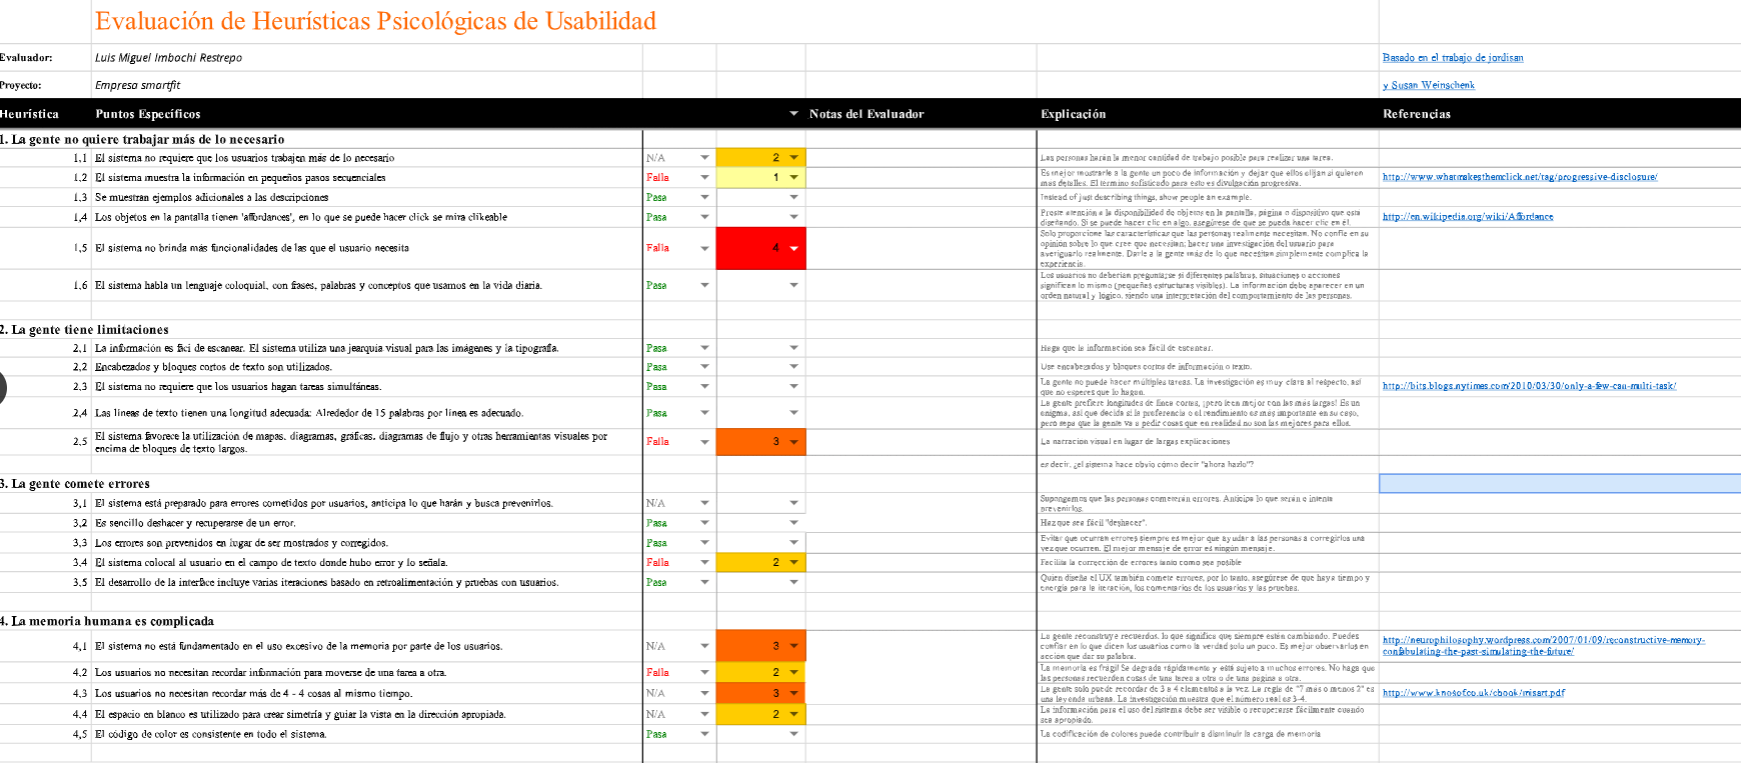 Evaluación de Heurísticas Psicológicas de Usabilidad
Evaluador: Luis Miguel Imbachi Restrepo Basado en el trabajo de jordisan
Proyecto: Empresa smartfit y Susan Weinschenk
Heurística Puntos Específicos Notas del Evaluador Explicación Referencias
1. La gente no quiere trabajar más de lo necesario
1,1 El sistema no requiere que los usuarios trabajen más de lo necesario N/A 2 Las personas harán la menor cantidad de trabajo posible para realizar una tarea.
1,2 El sistema muestra la información en pequeños pasos secuenciales Falla 1 Es mejor mostrarle a la gente un poco de información y dejar que ellos elijan si quieren
más detalles. El término sofisticado para esto es divulgación progresiva. http://www.whatmakesthemclick.net/tag/progressive-disclosure/
1,3 Se muestran ejemplos adicionales a las descripciones Pasa Instead of just describing things, show people an example.
1,4 Los objetos en la pantalla tienen 'affordances', en lo que se puede hacer click se mira clikeable Pasa Preste atención a la disponibilidad de objetos en la pantalla, página o dispositivo que está
diseñando. Si se puede hacer clic en algo, asegúrese de que se puede hacer clic en él. http://en.wikipedia.org/wiki/Affordance
1,5 El sistema no brinda más funcionalidades de las que el usuario necesita Falla 4 Solo proporcione las características que las personas realmente necesitan. No confíe en su
opinión sobre lo que cree que necesitan; hacer una investigación del usuario para
averiguarlo realmente. Darle a la gente más de lo que necesitan simplemente complica la
experiencia.
1,6 El sistema habla un lenguaje coloquial, con frases, palabras y conceptos que usamos en la vida diaria. Pasa Los usuarios no deberían preguntarse si diferentes palabras, situaciones o acciones
significan lo mismo (pequeñas estructuras visibles). La información debe aparecer en un
orden natural y logico, siendo una interpretación del comportamiento de las personas.
2. La gente tiene limitaciones
2,1 La información es fáci de escanear. El sistema utiliza una jearquía visual para las imágenes y la tipografía. Pasa Haga que la información sea fácil de escanear.
2,2 Encabezados y bloques cortos de texto son utilizados. Pasa Use encabezados y bloques cortos de información o texto.
2,3 El sistema no requiere que los usuarios hagan tareas simultáneas. Pasa La gente no puede hacer múltiples tareas. La investigación es muy clara al respecto, así
que no esperes que lo hagan. http://bits.blogs.nytimes.com/2010/03/30/only-a-few-can-multi-task/
2,4 Las líneas de texto tienen una longitud adecuada: Alrededor de 15 palabras por línea es adecuado. Pasa La gente prefiere longitudes de línea cortas, ¡pero leen mejor con las más largas! Es un
enigma, así que decida si la preferencia o el rendimiento es más importante en su caso,
pero sepa que la gente va a pedir cosas que en realidad no son las mejores para ellos.
2,5 El sistema favorece la utilización de mapas, diagramas, gráficas, diagramas de flujo y otras herramientas visuales por
encima de bloques de texto largos. Falla 3 La narración visual en lugar de largas explicaciones
es decir, ¿el sistema hace obvio cómo decir "ahora hazlo"?
3. La gente comete errores
3,1 El sistema está preparado para errores cometidos por usuarios, anticipa lo que harán y busca prevenirlos. N/A Supongamos que las personas cometerán errores. Anticipe lo que serán e intente
prevenirlos.
3,2 Es sencillo deshacer y recuperarse de un error. Pasa Haz que sea fácil "deshacer".
3,3 Los errores son prevenidos en lugar de ser mostrados y corregidos. Pasa Evitar que ocurran errores siempre es mejor que ayudar a las personas a corregirlos una
vez que ocurren. El mejor mensaje de error es ningún mensaje.
3,4 El sistema colocal al usuario en el campo de texto donde hubo error y lo señala. Falla 2 Facilita la corrección de errores tanto como sea posible
3,5 El desarrollo de la interface incluye varias iteraciones basado en retroalimentación y pruebas con usuarios. Pasa Quien diseña el UX también comete errores, por lo tanto, asegúrese de que haya tiempo y
energía para la iteración, los comentarios de los usuarios y las pruebas.
4. La memoria humana es complicada
4,1 El sistema no está fundamentado en el uso excesivo de la memoria por parte de los usuarios. N/A 3 La gente reconstruye recuerdos, lo que significa que siempre están cambiando. Puedes
confiar en lo que dicen los usuarios como la verdad solo un poco. Es mejor observarlos en
acción que dar su palabra. http://neurophilosophy.wordpress.com/2007/01/09/reconstructive-memory-
confabulating-the-past-simulating-the-future/
4,2 Los usuarios no necesitan recordar información para moverse de una tarea a otra. Falla 2 La memoria es frágil Se degrada rápidamente y está sujeto a muchos errores. No haga que
las personas recuerden cosas de una tarea a otra o de una página a otra.
4,3 Los usuarios no necesitan recordar más de 4 - 4 cosas al mismo tiempo. N/A 3 La gente solo puede recordar de 3 a 4 elementos a la vez. La regla de "7 más o menos 2" es
una leyenda urbana. La investigación muestra que el número real es 3-4. http://www.knosof.co.uk/cbook/misart.pdf
4,4 El espacio en blanco es utilizado para crear simetría y guiar la vista en la dirección apropiada. N/A 2 La información para el uso del sistema debe ser visible o recuperarse fácilmente cuando
sea apropiado.
4,5 El código de color es consistente en todo el sistema. Pasa La codificación de colores puede contribuir a disminuir la carga de memoria